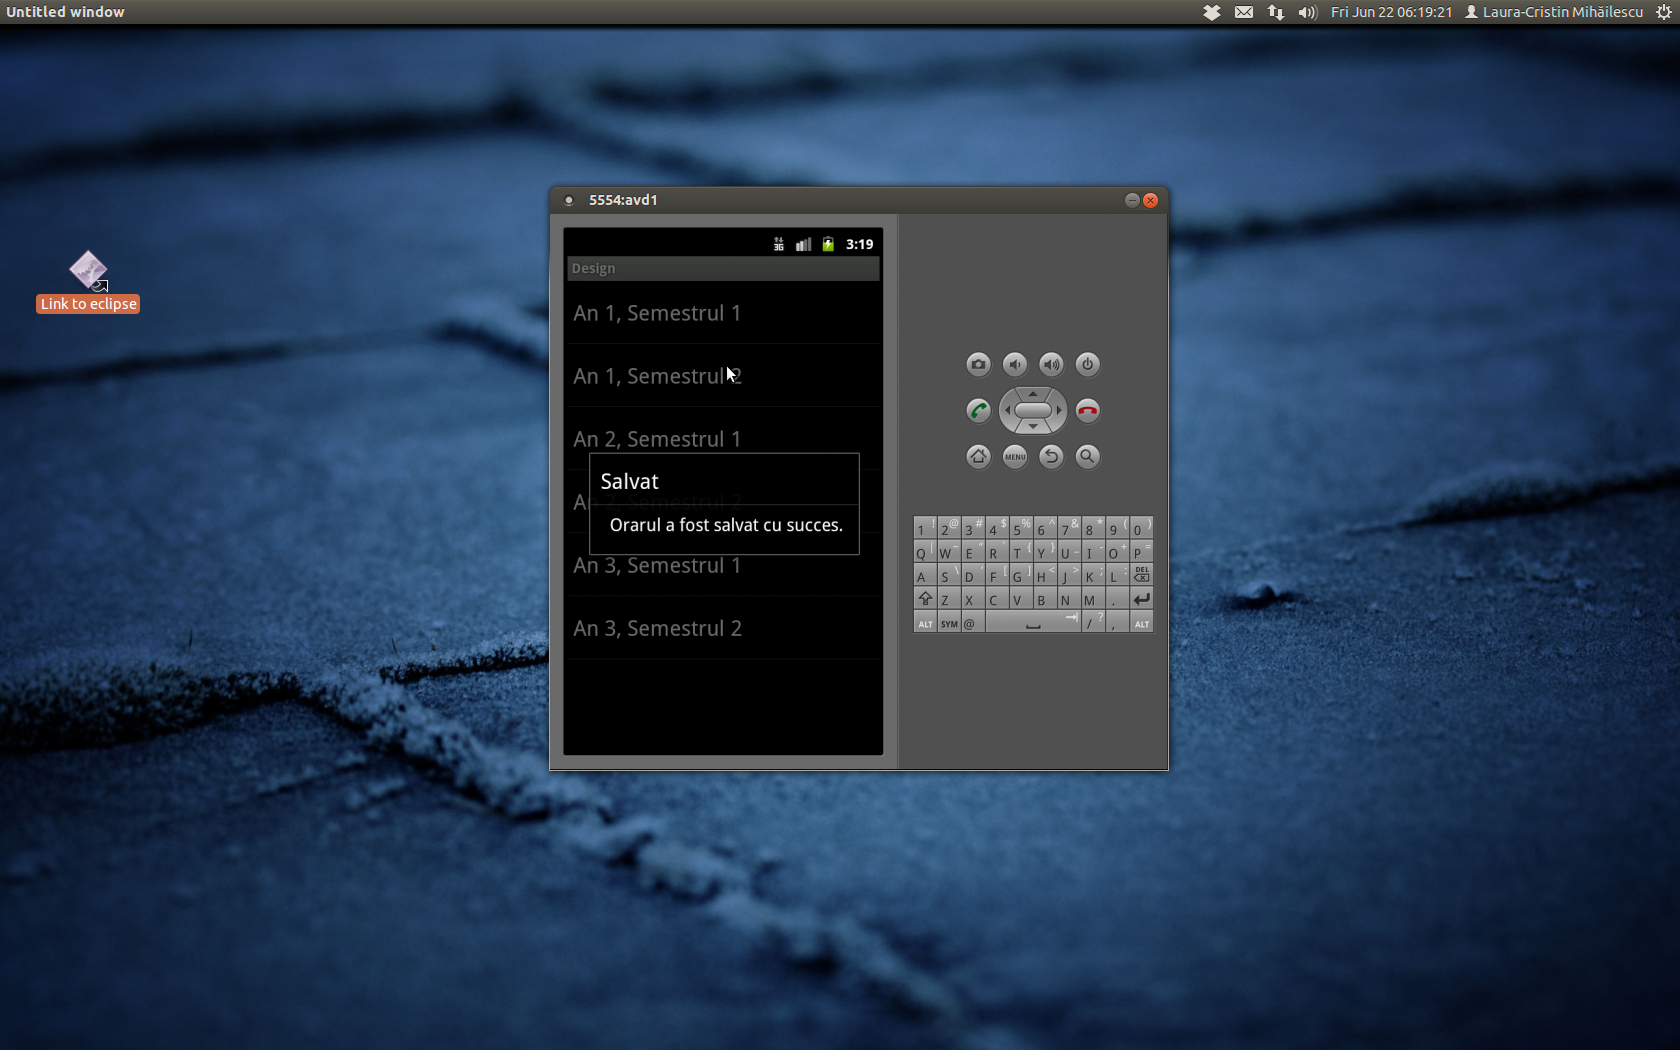 Untitled window
Fri Jun 22 06:19:21 Laura-Cristin Mihăilescu
Link to eclipse
5554:avd1
3G 3:19
Design
An 1, Semestrul 1
An 1, Semestrul 2
An 2, Semestrul 1
An 2, Semestrul 2
Salvat
Orarul a fost salvat cu succes.
An 3, Semestrul 1
An 3, Semestrul 2
MENU
1 ! 2 @ 3 # 4 $ 5 % 6 ^ 7 & 8 * 9 ( 0 )
Q | W ~ E " R ` T { Y } U _ I - O + P =
A S \ D ' F [ G ] H < J > K ; L : DEL
Z X C V B N M .
ALT SYM @ / ? , ALT